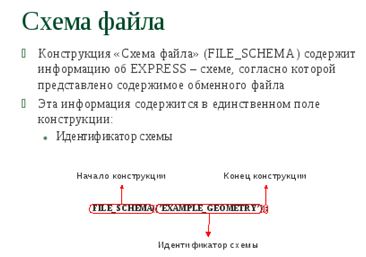 Схема файла
Конструкция «Схема файла» (FILE_SCHEMA) содержит
информацию об EXPRESS – схеме, согласно которой
представлено содержимое обменного файла
Эта информация содержится в единственном поле
конструкции:
Идентификатор схемы
Начало конструкции Конец конструкции
FILE_SCHEMA 'EXAMPLE_GEOMETRY'
Идентификатор схемы